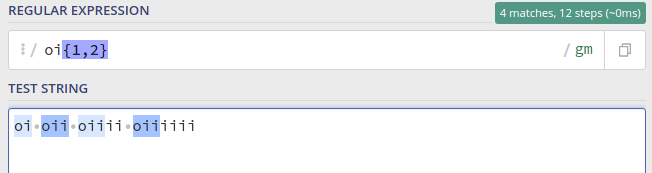 REGULAR EXPRESSION
4 matches, 12 steps (~0ms)
/ oi{1,2} / gm
TEST STRING
oi·oii·oiiii·oiiiiii